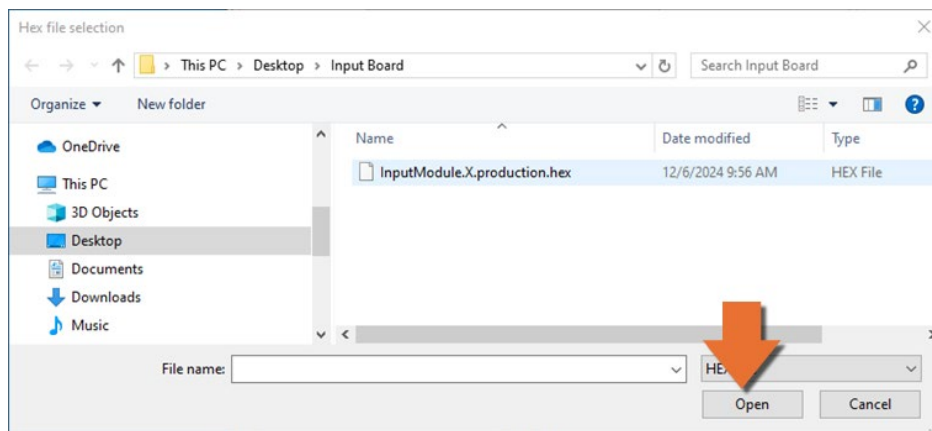 Hex file selection
This PC > Desktop > Input Board
Search Input Board
Organize
New folder
OneDrive
This PC
3D Objects
Desktop
Documents
Downloads
Music
Name
Date modified
Type
InputModule.X.production.hex
12/6/2024 9:56 AM
HEX File
File name:
Open
Cancel